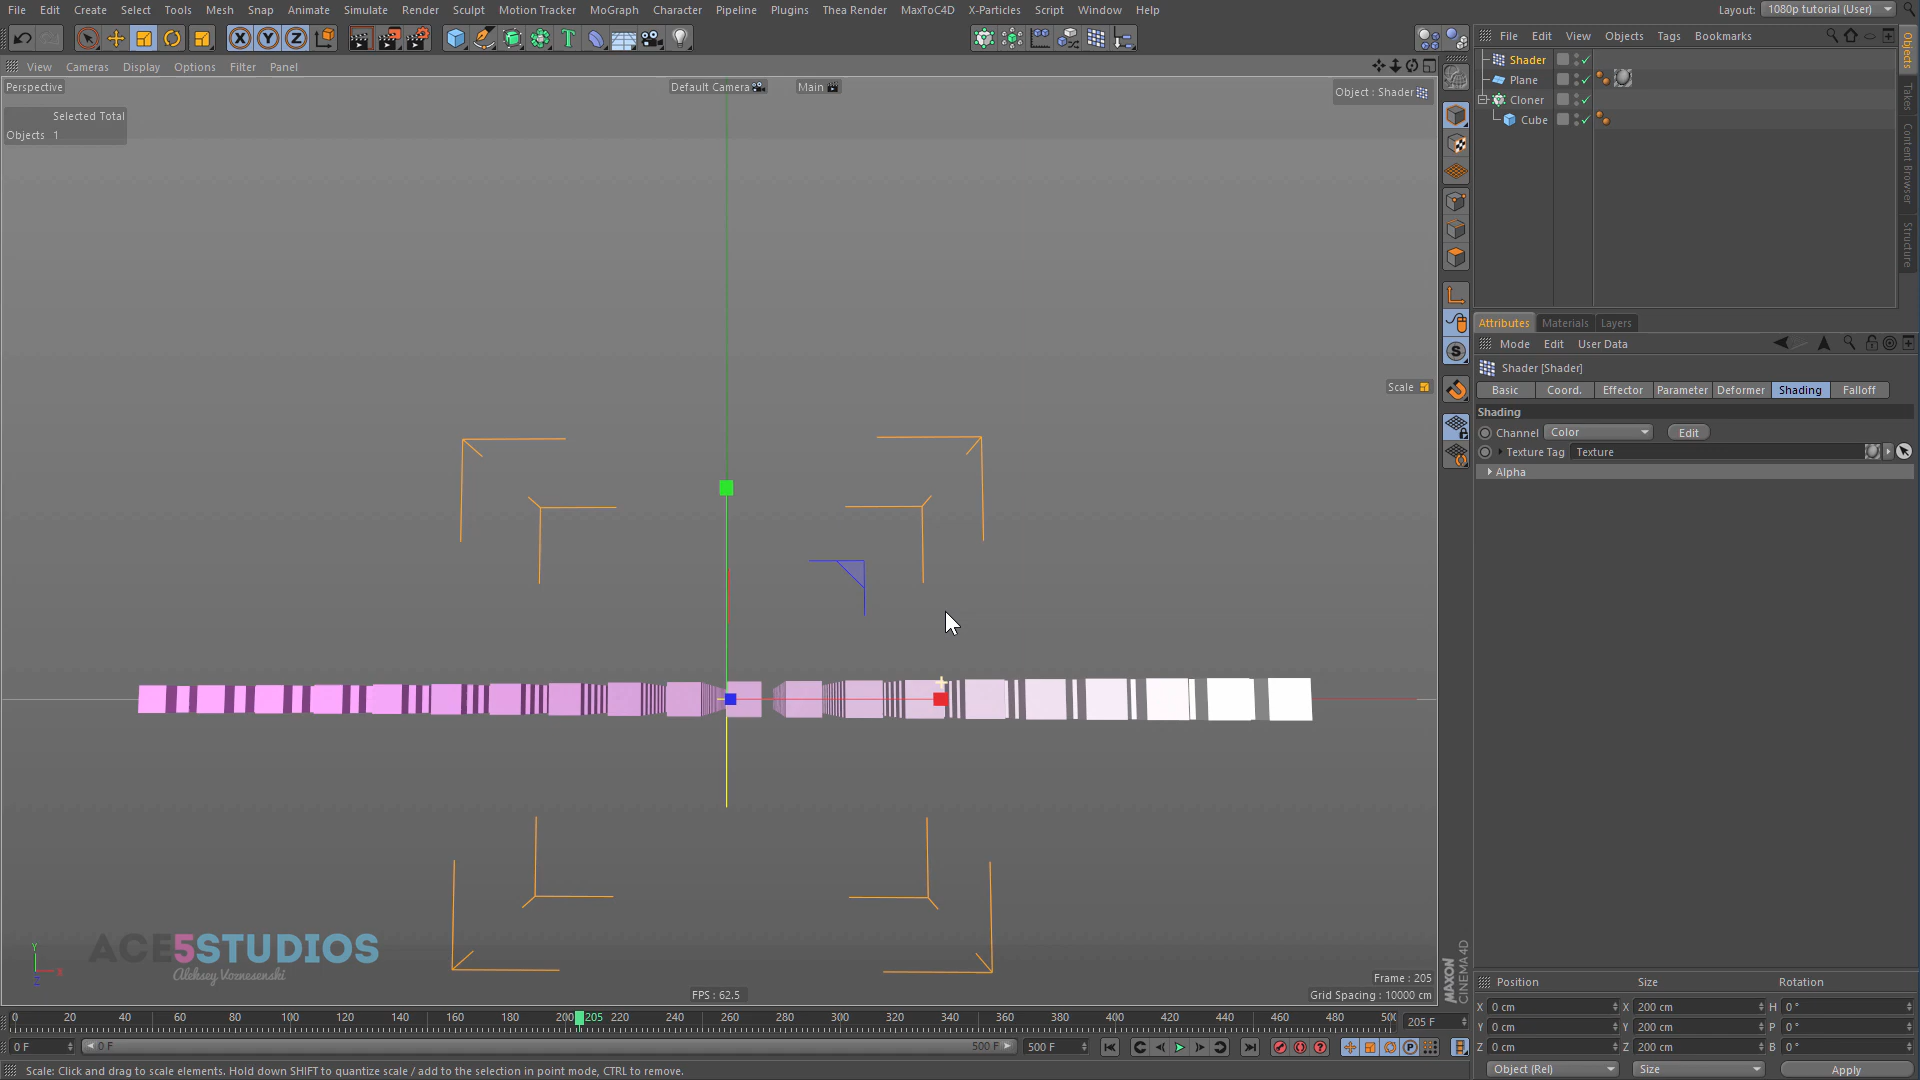 File Edit Create Select Tools Mesh Snap Animate Simulate Render Sculpt Motion Tracker MoGraph Character Pipeline Plugins Thea Render MaxToC4D X-Particles Script Window Help
Layout: 1080p tutorial (User)
X Y Z
File Edit View Objects Tags Bookmarks
View Cameras Display Options Filter Panel
Perspective
Default Camera
Main
Object : Shader
Selected Total
Objects 1
Shader
Plane
Cloner
Cube
Objects
Takes
Content Browser
Structure
Attributes Materials Layers
Mode Edit User Data
Shader [Shader]
Basic Coord. Effector Parameter Deformer Shading Falloff
Shading
Channel Color Edit
Texture Tag Texture
Alpha
Scale
ACE5STUDIOS
Aleksey Voznesenski
Y
X
Z
Frame : 205
FPS : 62.5
Grid Spacing : 10000 cm
MAXON
CINEMA 4D
0 20 40 60 80 100 120 140 160 180 200 205 220 240 260 280 300 320 340 360 380 400 420 440 460 480 500
205 F
0 F 0 F 500 F 500 F
Position Size Rotation
X 0 cm X 200 cm H 0 °
Y 0 cm Y 200 cm P 0 °
Z 0 cm Z 200 cm B 0 °
Object (Rel) Size Apply
Scale: Click and drag to scale elements. Hold down SHIFT to quantize scale / add to the selection in point mode, CTRL to remove.